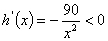 h'(x) = −90/x² < 0